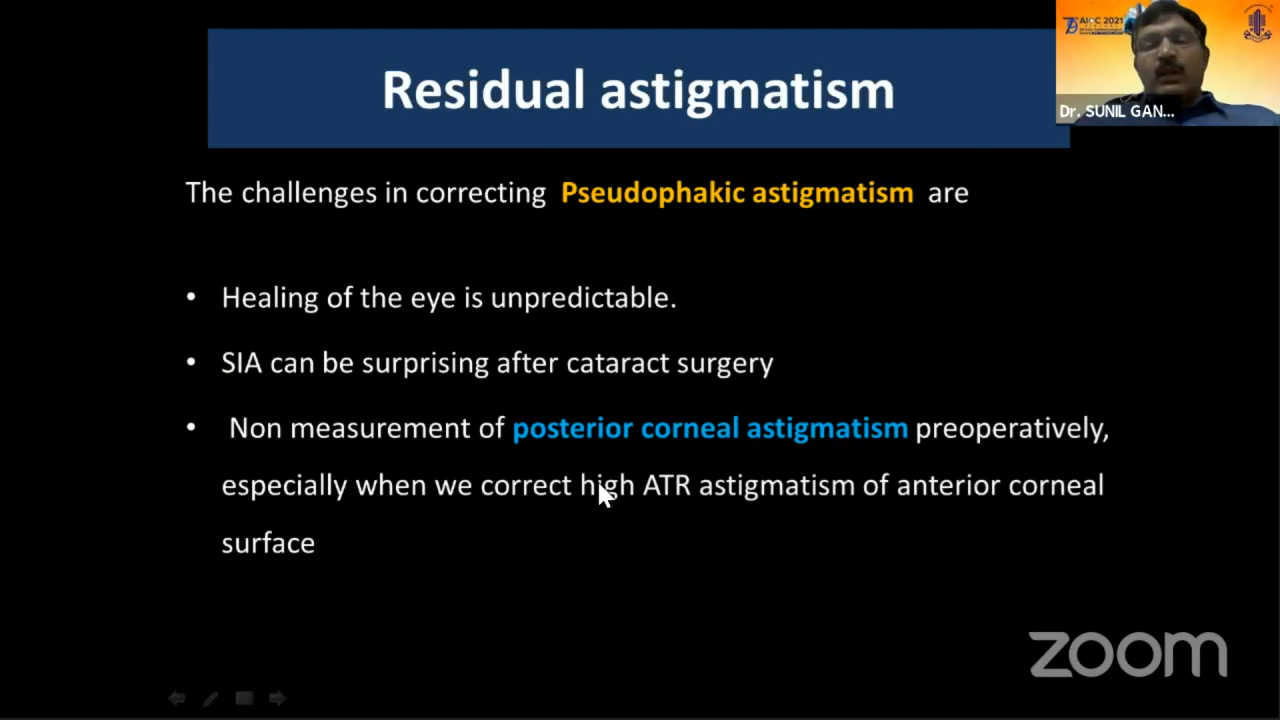 Residual astigmatism
AIOC 2021
Dr. SUNIL GAN...
The challenges in correcting Pseudophakic astigmatism are
• Healing of the eye is unpredictable.
• SIA can be surprising after cataract surgery
• Non measurement of posterior corneal astigmatism preoperatively,
especially when we correct high ATR astigmatism of anterior corneal
surface
zoom